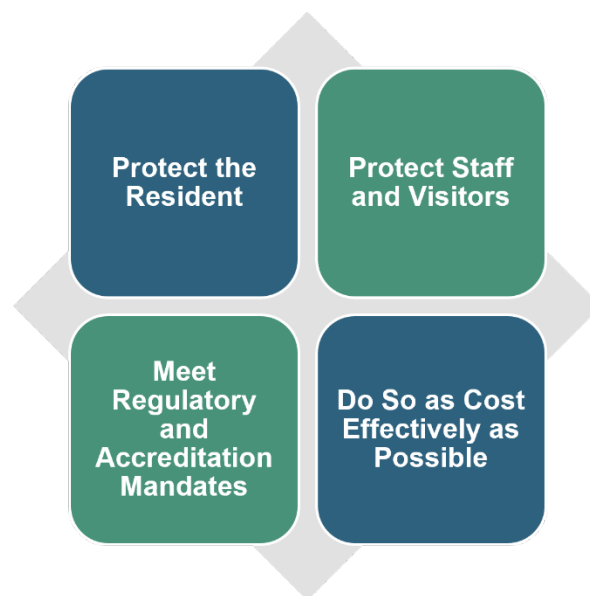 Protect the
Resident
Protect Staff
and Visitors
Meet
Regulatory
and
Accreditation
Mandates
Do So as Cost
Effectively as
Possible